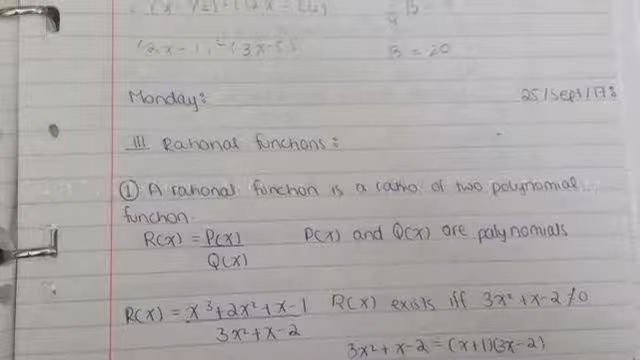 (2x-1)²(3x-5)
B = 20
Monday: 25/Sept/17:
III Rational functions:
① A rational function is a ratio of two polynomial
function.
R(x) = P(x)/Q(x) P(x) and Q(x) are polynomials
R(x) = x³+2x²+x-1/3x²+x-2 R(x) exists iff 3x²+x-2≠0
3x²+x-2 = (x+1)(3x-2)